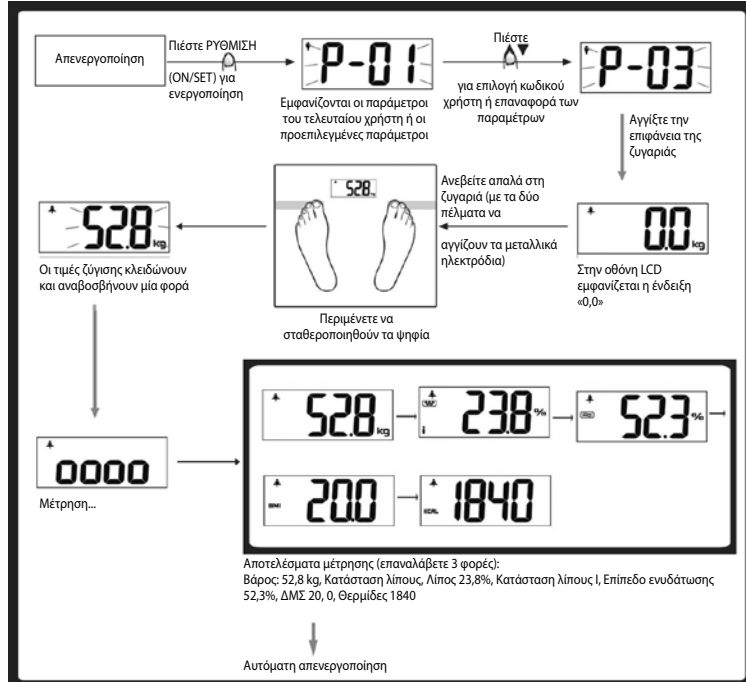 Απενεργοποίηση
Πιέστε ΡΥΘΜΙΣΗ
(ON/SET) για
ενεργοποίηση
P-01
Εμφανίζονται οι παράμετροι
του τελευταίου χρήστη ή οι
προεπιλεγμένες παράμετροι
Πιέστε
για επιλογή κωδικού
χρήστη ή επαναφορά των
παραμέτρων
P-03
Αγγίξτε την
επιφάνεια της
ζυγαριάς
0.0 kg
Στην οθόνη LCD
εμφανίζεται η ένδειξη
«0,0»
Ανεβείτε απαλά στη
ζυγαριά (με τα δύο
πέλματα να
αγγίζουν τα μεταλλικά
ηλεκτρόδια)
52.8
Περιμένετε να
σταθεροποιηθούν τα ψηφία
52.8 kg
Οι τιμές ζύγισης κλειδώνουν
και αναβοσβήνουν μία φορά
0000
Μέτρηση...
52.8 kg
23.8 %
52.3 %
BMI 20.0
KCAL 1840
Αποτελέσματα μέτρησης (επαναλάβετε 3 φορές):
Βάρος: 52,8 kg, Κατάσταση λίπους, Λίπος 23,8%, Κατάσταση λίπους Ι, Επίπεδο ενυδάτωσης
52,3%, ΔΜΣ 20, 0, Θερμίδες 1840
Αυτόματη απενεργοποίηση